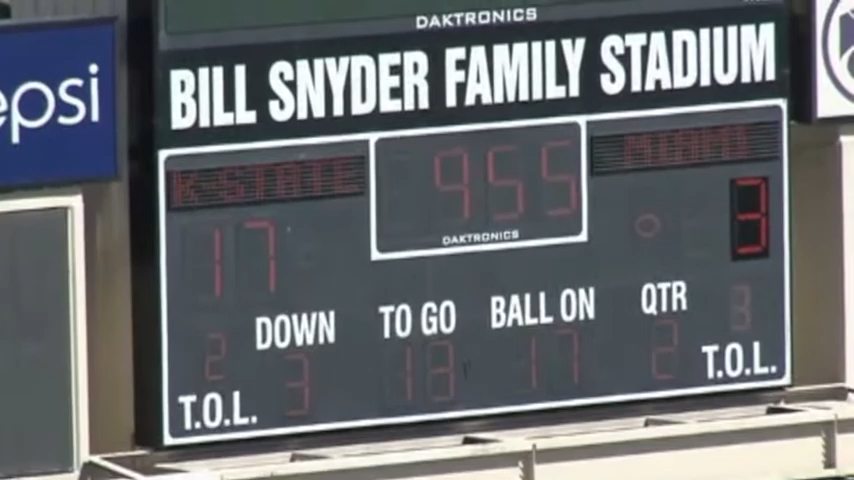 DAKTRONICS
BILL SNYDER FAMILY STADIUM
epsi
K-STATE 955 MIAMI
DAKTRONICS
17 3
DOWN TO GO BALL ON QTR
2 3 13 17 2 3
T.O.L. T.O.L.